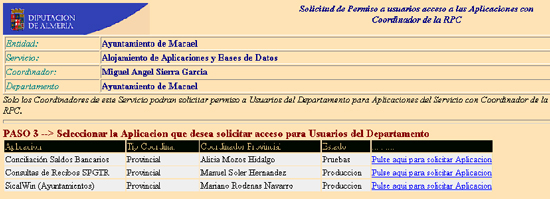 DIPUTACION
DE ALMERIA
Solicitud de Permiso a usuarios acceso a las Aplicaciones con
Coordinador de la RPC
Entidad: Ayuntamiento de Macael
Servicio: Alojamiento de Aplicaciones y Bases de Datos
Coordinador: Miguel Angel Sierra Garcia
Departamento Ayuntamiento de Macael
Solo los Coordinadores de este Servicio podran solicitar permiso a Usuarios del Departamento para Aplicaciones del Servicio con Coordinador de la
RPC.
PASO 3 --> Seleccionar la Aplicacion que desea solicitar acceso para Usuarios del Departamento
Aplicacion Tip Coordina. Coordinador Provincial Estado ........
Conciliación Saldos Bancarios Provincial Alicia Mozos Hidalgo Pruebas Pulse aqui para solicitar Aplicacion
Consultas de Recibos SPGTR Provincial Manuel Soler Hernandez Produccion Pulse aqui para solicitar Aplicacion
SicalWin (Ayuntamientos) Provincial Mariano Rodenas Navarro Produccion Pulse aqui para solicitar Aplicacion